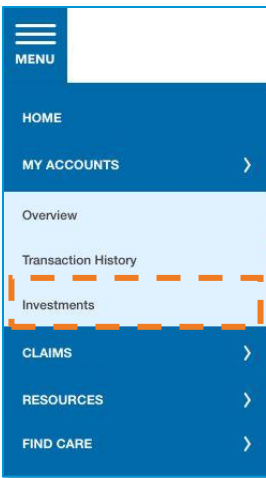 MENU
HOME
MY ACCOUNTS
Overview
Transaction History
Investments
CLAIMS
RESOURCES
FIND CARE